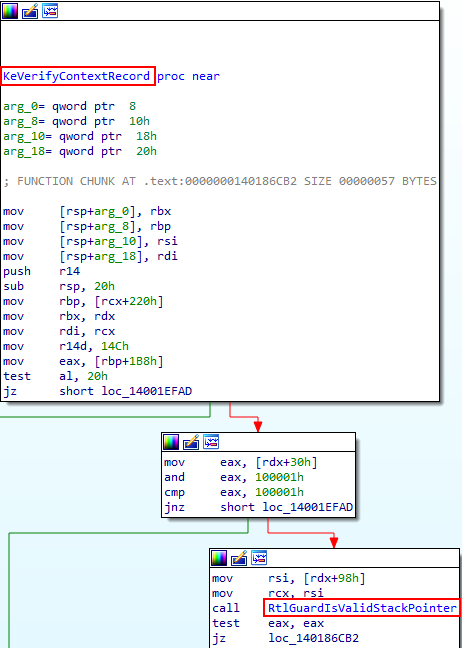 KeVerifyContextRecord proc near
arg_0= qword ptr  8
arg_8= qword ptr  10h
arg_10= qword ptr  18h
arg_18= qword ptr  20h
; FUNCTION CHUNK AT .text:0000000140186CB2 SIZE 00000057 BYTES
mov     [rsp+arg_0], rbx
mov     [rsp+arg_8], rbp
mov     [rsp+arg_10], rsi
mov     [rsp+arg_18], rdi
push    r14
sub     rsp, 20h
mov     rbp, [rcx+220h]
mov     rbx, rdx
mov     rdi, rcx
mov     r14d, 14Ch
mov     eax, [rbp+1B8h]
test    al, 20h
jz      short loc_14001EFAD
mov     eax, [rdx+30h]
and     eax, 100001h
cmp     eax, 100001h
jnz     short loc_14001EFAD
mov     rsi, [rdx+98h]
mov     rcx, rsi
call    RtlGuardIsValidStackPointer
test    eax, eax
jz      loc_140186CB2